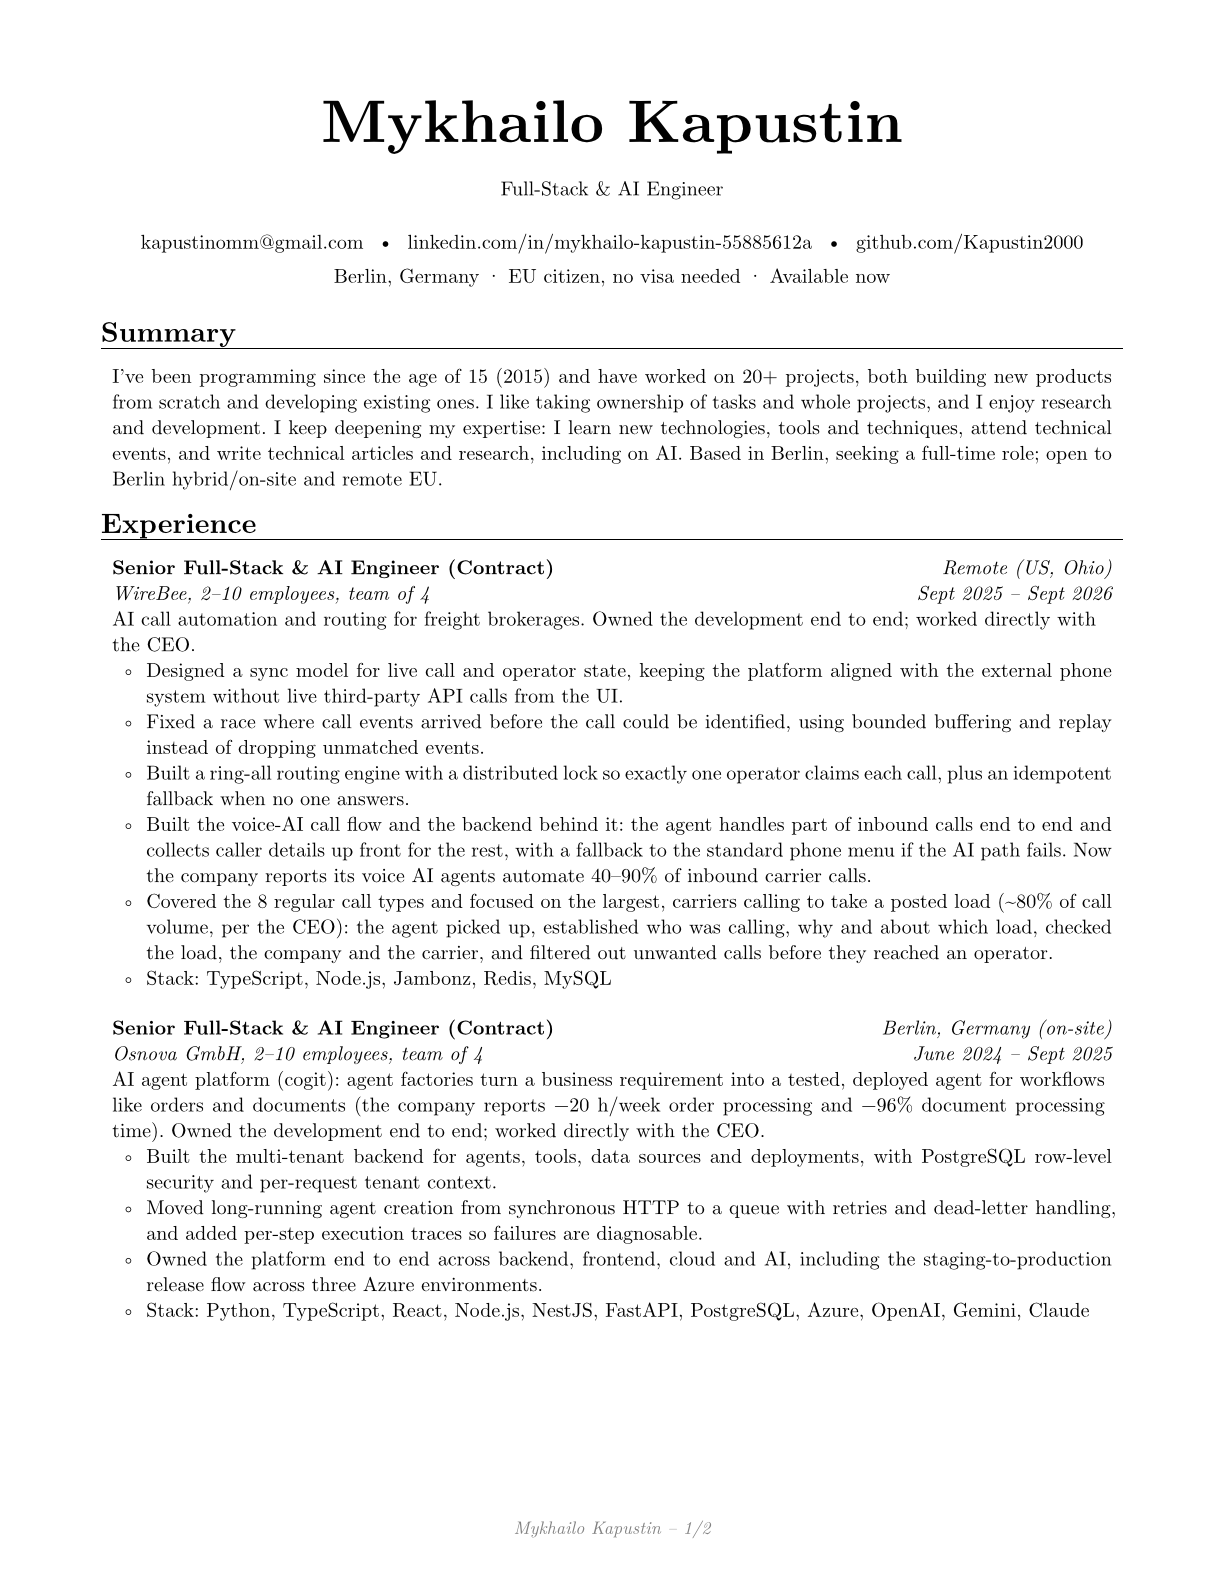 Mykhailo Kapustin
Full-Stack & AI Engineer
kapustinomm@gmail.com • linkedin.com/in/mykhailo-kapustin-55885612a • github.com/Kapustin2000
Berlin, Germany · EU citizen, no visa needed · Available now
Summary
I've been programming since the age of 15 (2015) and have worked on 20+ projects, both building new products
from scratch and developing existing ones. I like taking ownership of tasks and whole projects, and I enjoy research
and development. I keep deepening my expertise: I learn new technologies, tools and techniques, attend technical
events, and write technical articles and research, including on AI. Based in Berlin, seeking a full-time role; open to
Berlin hybrid/on-site and remote EU.
Experience
Senior Full-Stack & AI Engineer (Contract) Remote (US, Ohio)
WireBee, 2–10 employees, team of 4 Sept 2025 – Sept 2026
AI call automation and routing for freight brokerages. Owned the development end to end; worked directly with
the CEO.
◦ Designed a sync model for live call and operator state, keeping the platform aligned with the external phone
system without live third-party API calls from the UI.
◦ Fixed a race where call events arrived before the call could be identified, using bounded buffering and replay
instead of dropping unmatched events.
◦ Built a ring-all routing engine with a distributed lock so exactly one operator claims each call, plus an idempotent
fallback when no one answers.
◦ Built the voice-AI call flow and the backend behind it: the agent handles part of inbound calls end to end and
collects caller details up front for the rest, with a fallback to the standard phone menu if the AI path fails. Now
the company reports its voice AI agents automate 40–90% of inbound carrier calls.
◦ Covered the 8 regular call types and focused on the largest, carriers calling to take a posted load (~80% of call
volume, per the CEO): the agent picked up, established who was calling, why and about which load, checked
the load, the company and the carrier, and filtered out unwanted calls before they reached an operator.
◦ Stack: TypeScript, Node.js, Jambonz, Redis, MySQL
Senior Full-Stack & AI Engineer (Contract) Berlin, Germany (on-site)
Osnova GmbH, 2–10 employees, team of 4 June 2024 – Sept 2025
AI agent platform (cogit): agent factories turn a business requirement into a tested, deployed agent for workflows
like orders and documents (the company reports −20 h/week order processing and −96% document processing
time). Owned the development end to end; worked directly with the CEO.
◦ Built the multi-tenant backend for agents, tools, data sources and deployments, with PostgreSQL row-level
security and per-request tenant context.
◦ Moved long-running agent creation from synchronous HTTP to a queue with retries and dead-letter handling,
and added per-step execution traces so failures are diagnosable.
◦ Owned the platform end to end across backend, frontend, cloud and AI, including the staging-to-production
release flow across three Azure environments.
◦ Stack: Python, TypeScript, React, Node.js, NestJS, FastAPI, PostgreSQL, Azure, OpenAI, Gemini, Claude
Mykhailo Kapustin – 1/2